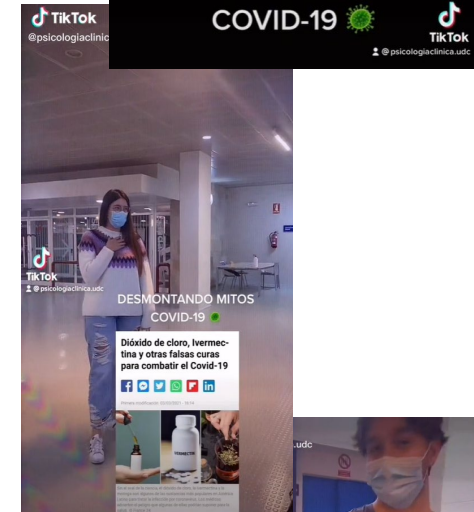 TikTok
@psicologiaclinic
COVID-19
TikTok
@psicologiaclinica.udc
TikTok
@psicologiaclinica.udc
DESMONTANDO MITOS
COVID-19
Dióxido de cloro, Ivermec-
tina y otras falsas curas
para combatir el Covid-19
.udc